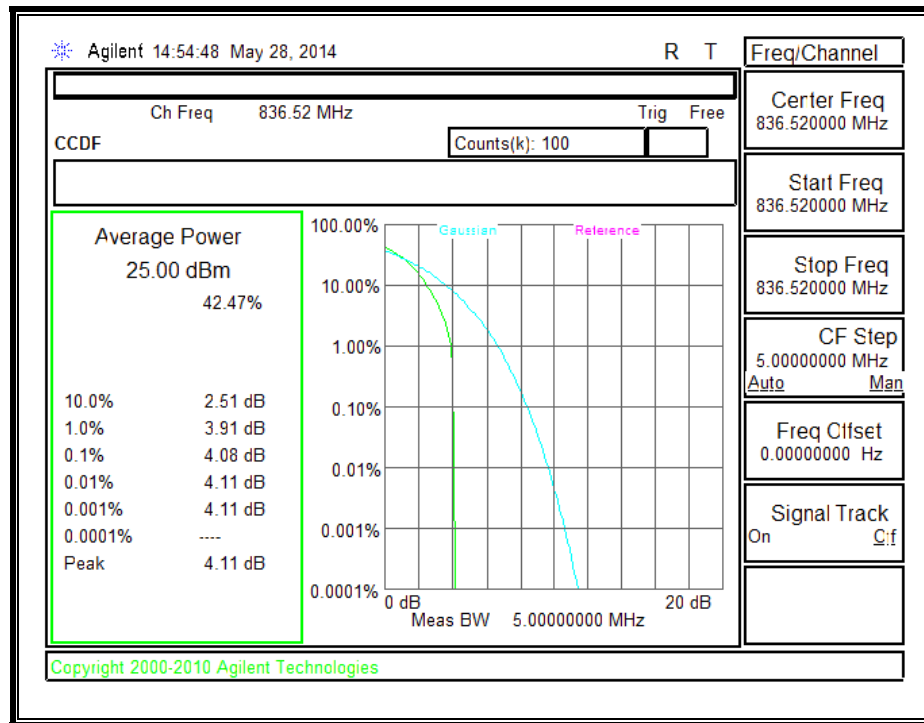 Agilent 14:54:48 May 28, 2014 R T
Ch Freq 836.52 MHz Trig Free
CCDF Counts(k): 100
Average Power
25.00 dBm
42.47%
10.0% 2.51 dB
1.0% 3.91 dB
0.1% 4.08 dB
0.01% 4.11 dB
0.001% 4.11 dB
0.0001% ----
Peak 4.11 dB
Gaussian Reference
100.00%
10.00%
1.00%
0.10%
0.01%
0.001%
0.0001%
0 dB 20 dB
Meas BW 5.00000000 MHz
Freq/Channel
Center Freq
836.520000 MHz
Start Freq
836.520000 MHz
Stop Freq
836.520000 MHz
CF Step
5.00000000 MHz
Auto Man
Freq Offset
0.00000000 Hz
Signal Track
On Off
Copyright 2000-2010 Agilent Technologies